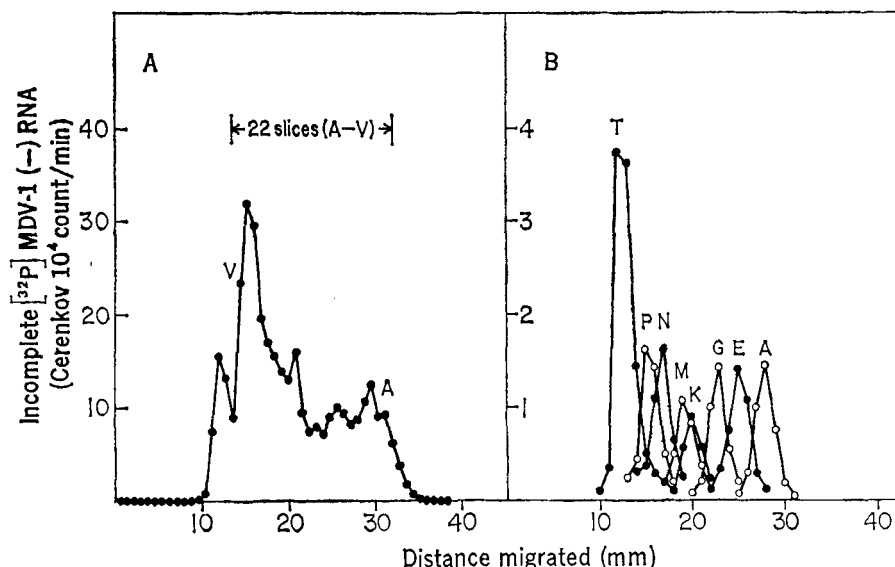 A
B
|←22 slices (A–V)→|
T
V
A
P N
M
K
G E A
40
30
20
10
4
3
2
1
10 20 30 40
10 20 30 40
Incomplete [³²P] MDV-1 (–) RNA
(Cerenkov 10⁴ count/min)
Distance migrated (mm)